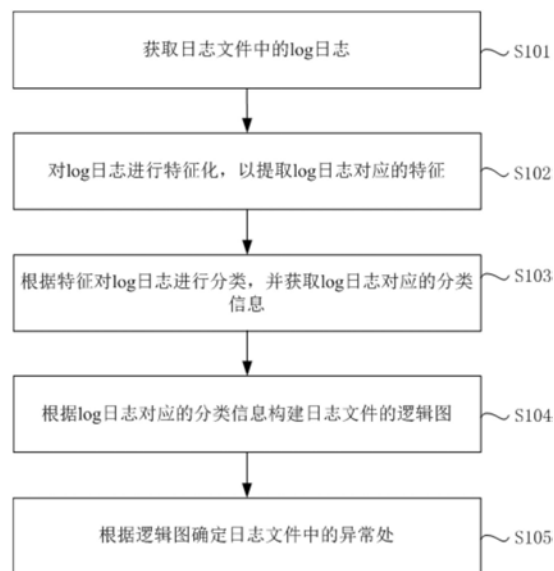 获取日志文件中的log日志
S101
对log日志进行特征化，以提取log日志对应的特征
S102
根据特征对log日志进行分类，并获取log日志对应的分类
信息
S103
根据log日志对应的分类信息构建日志文件的逻辑图
S104
根据逻辑图确定日志文件中的异常处
S105